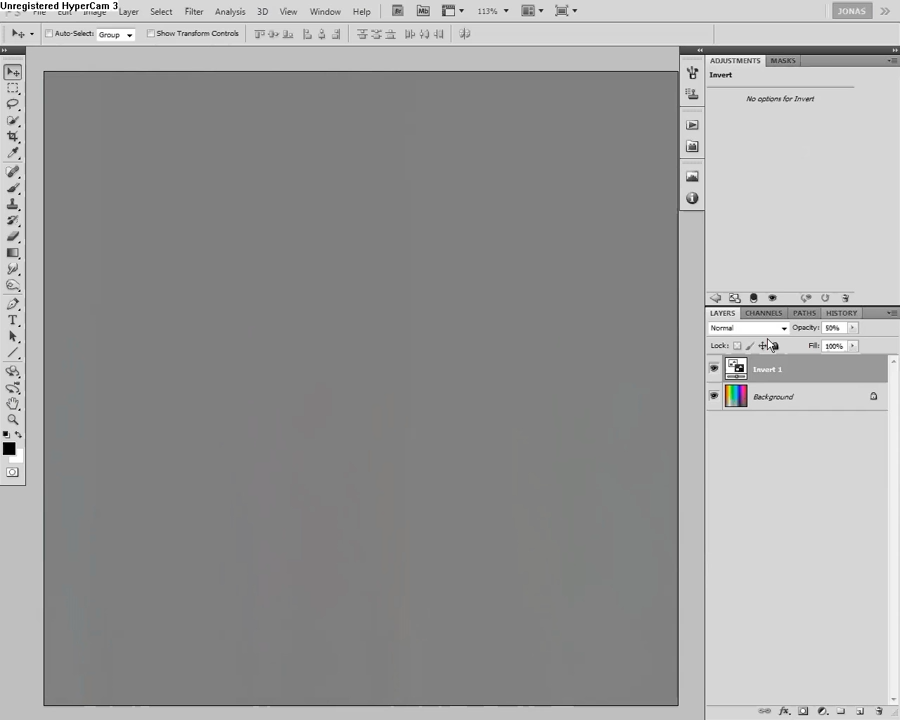 Unregistered HyperCam 3
Edit Image Layer Select Filter Analysis 3D View Window Help 113% JONAS
Auto-Select: Group Show Transform Controls
ADJUSTMENTS MASKS
Invert
No options for Invert
LAYERS CHANNELS PATHS HISTORY
Normal Opacity: 50%
Lock: Fill: 100%
Invert 1
Background